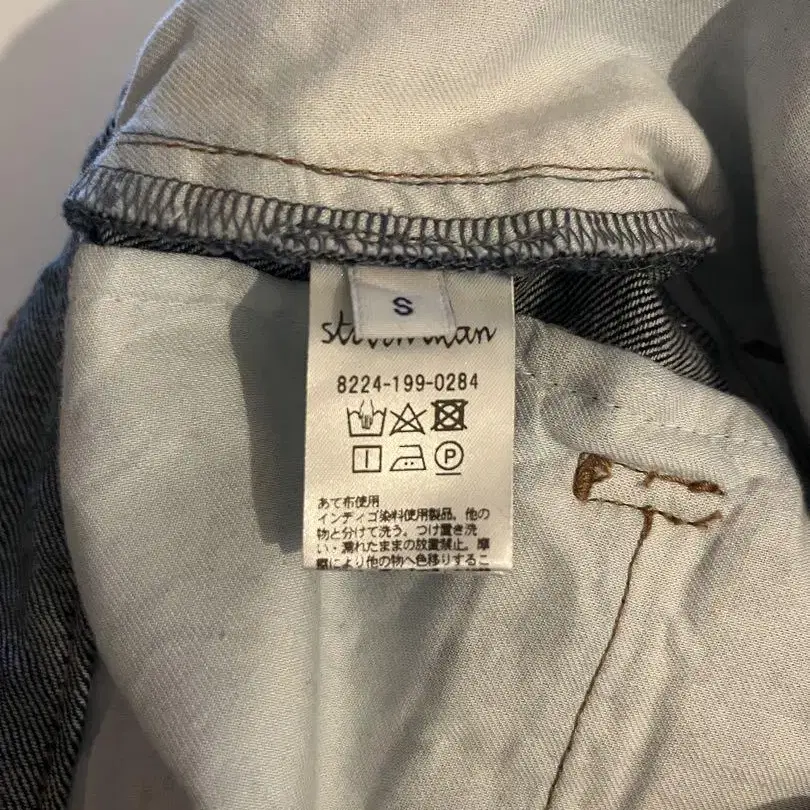 S
8224-199-0284
P
あて布使用
インディゴ染料使用製品。他の
物と分けて洗う。つけ置き洗
い・濡れたままの放置禁止。摩
擦により他の物へ色移りするこ